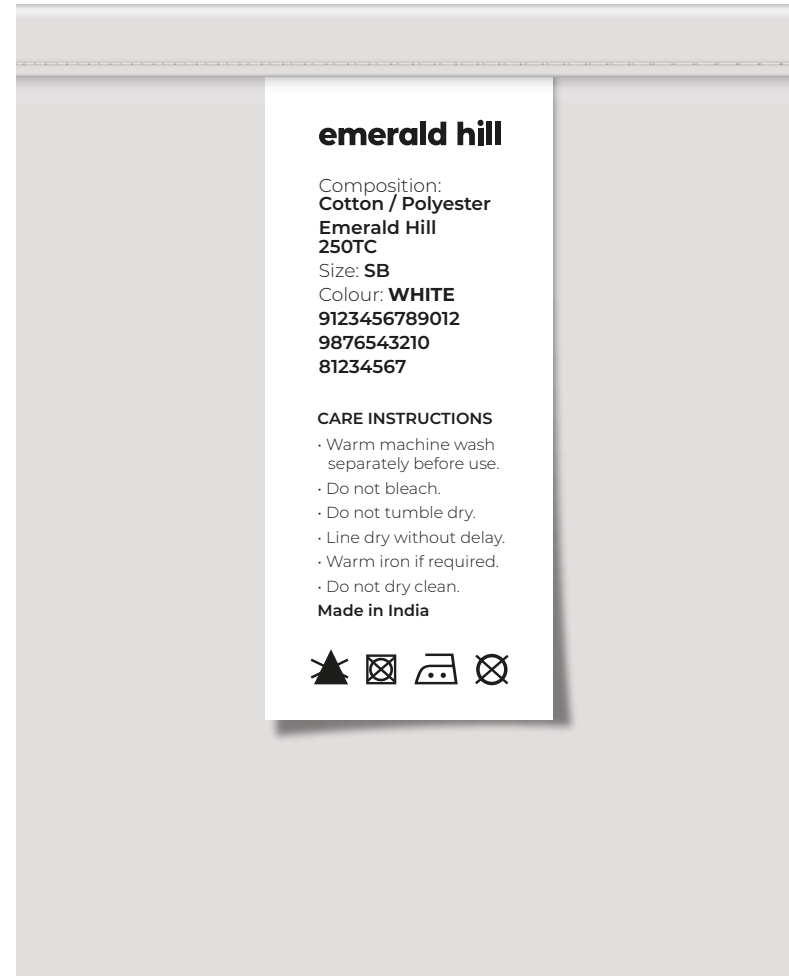 emerald hill
Composition:
Cotton / Polyester
Emerald Hill
250TC
Size: SB
Colour: WHITE
9123456789012
9876543210
81234567
CARE INSTRUCTIONS
· Warm machine wash
separately before use.
· Do not bleach.
· Do not tumble dry.
· Line dry without delay.
· Warm iron if required.
· Do not dry clean.
Made in India